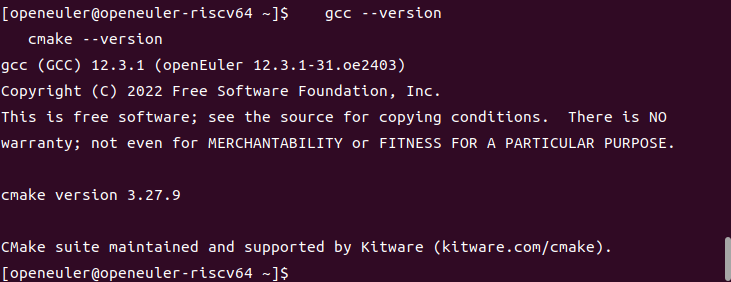 [openeuler@openeuler-riscv64 ~]$    gcc --version
   cmake --version
gcc (GCC) 12.3.1 (openEuler 12.3.1-31.oe2403)
Copyright (C) 2022 Free Software Foundation, Inc.
This is free software; see the source for copying conditions.  There is NO
warranty; not even for MERCHANTABILITY or FITNESS FOR A PARTICULAR PURPOSE.

cmake version 3.27.9

CMake suite maintained and supported by Kitware (kitware.com/cmake).
[openeuler@openeuler-riscv64 ~]$